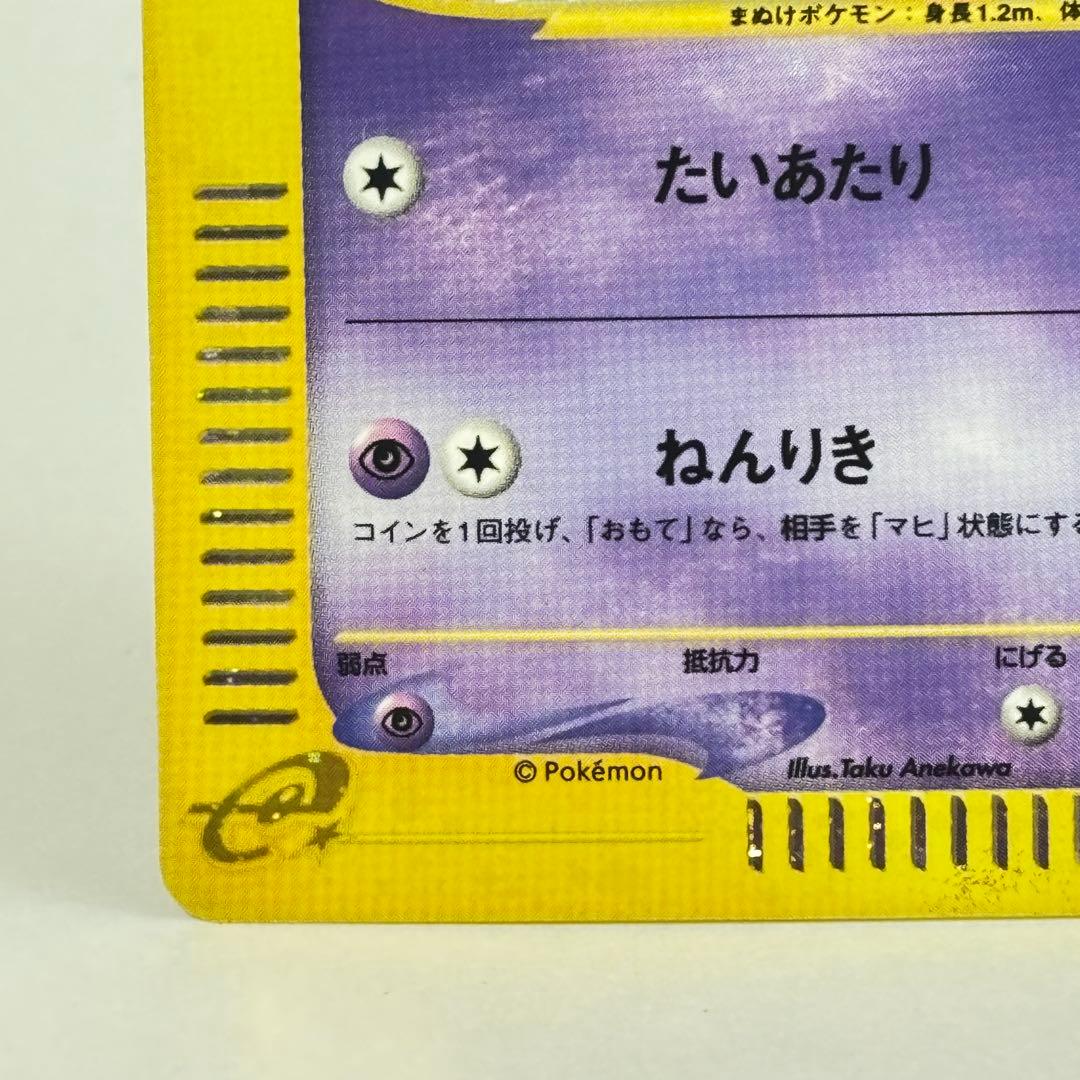 まぬけポケモン：身長1.2m、体
たいあたり
ねんりき
コインを1回投げ、「おもて」なら、相手を「マヒ」状態にする
弱点 抵抗力 にげる
© Pokémon Illus.Taku Anekawa
e